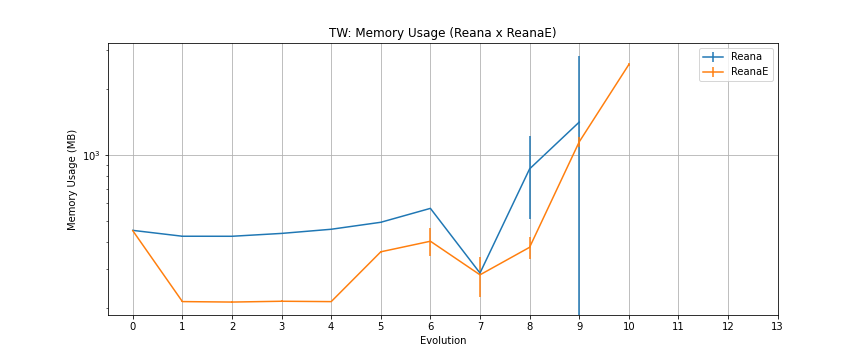 TW: Memory Usage (Reana x ReanaE)
Reana
ReanaE
Memory Usage (MB)
10³
0 1 2 3 4 5 6 7 8 9 10 11 12 13
Evolution